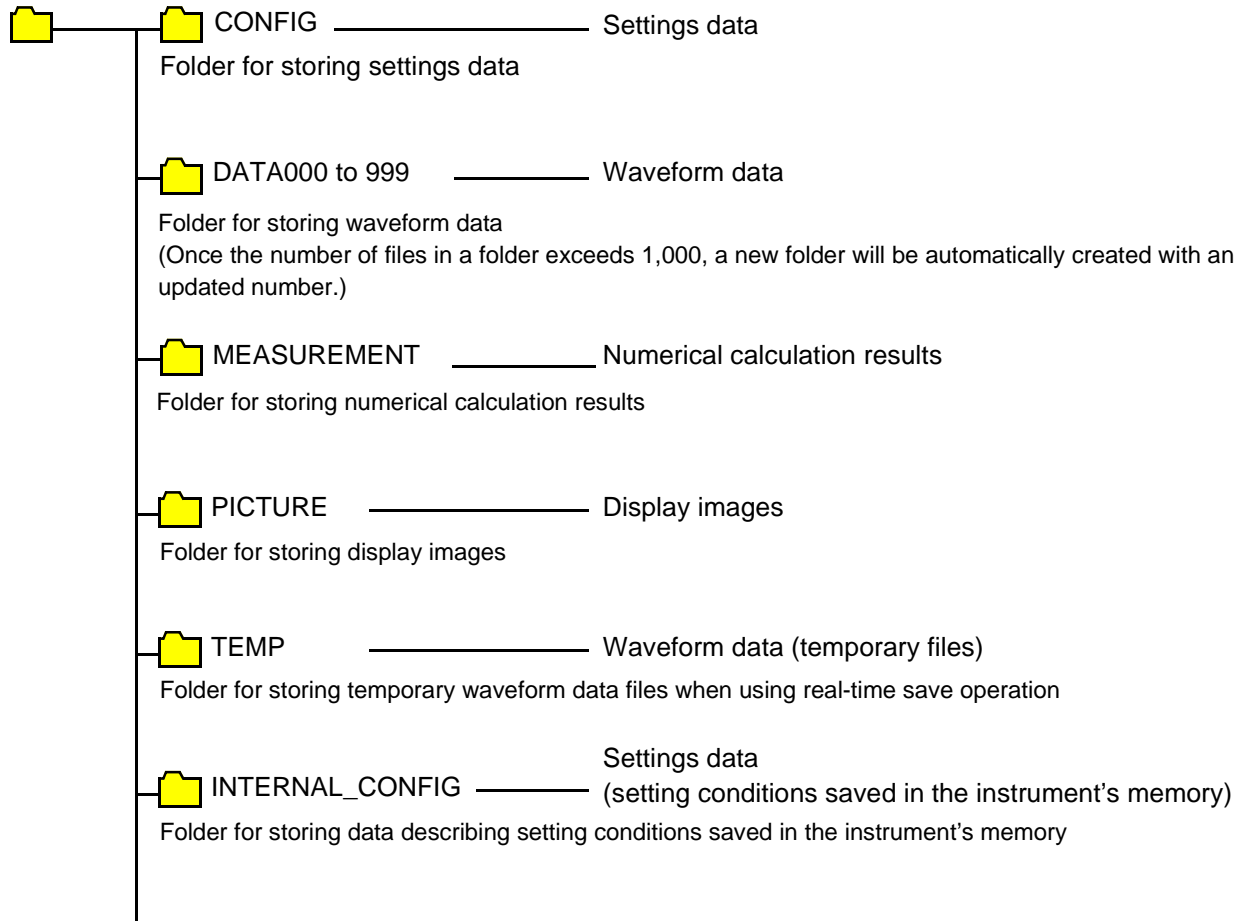 CONFIG Settings data
Folder for storing settings data
DATA000 to 999 Waveform data
Folder for storing waveform data
(Once the number of files in a folder exceeds 1,000, a new folder will be automatically created with an
updated number.)
MEASUREMENT Numerical calculation results
Folder for storing numerical calculation results
PICTURE Display images
Folder for storing display images
TEMP Waveform data (temporary files)
Folder for storing temporary waveform data files when using real-time save operation
INTERNAL_CONFIG Settings data
(setting conditions saved in the instrument's memory)
Folder for storing data describing setting conditions saved in the instrument's memory